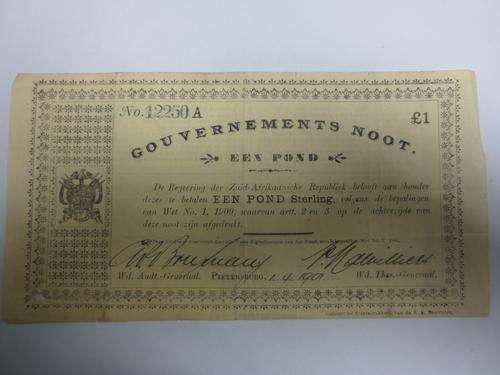 No. 12250 A
£1
GOUVERNEMENTS NOOT.
EEN POND
De Regeering der Zuid-Afrikaansche Republiek belooft aan houder
dezes te betalen EEN POND Sterling, volgens de bepalingen
van Wet No. 1, 1900, waarvan artt. 2 en 3 op de achterzijde van
deze noot zijn afgedrukt.
Wd. Audt.-Generaal. PIETERSBURG, 1.4.1901 Wd. Thes.-Generaal.